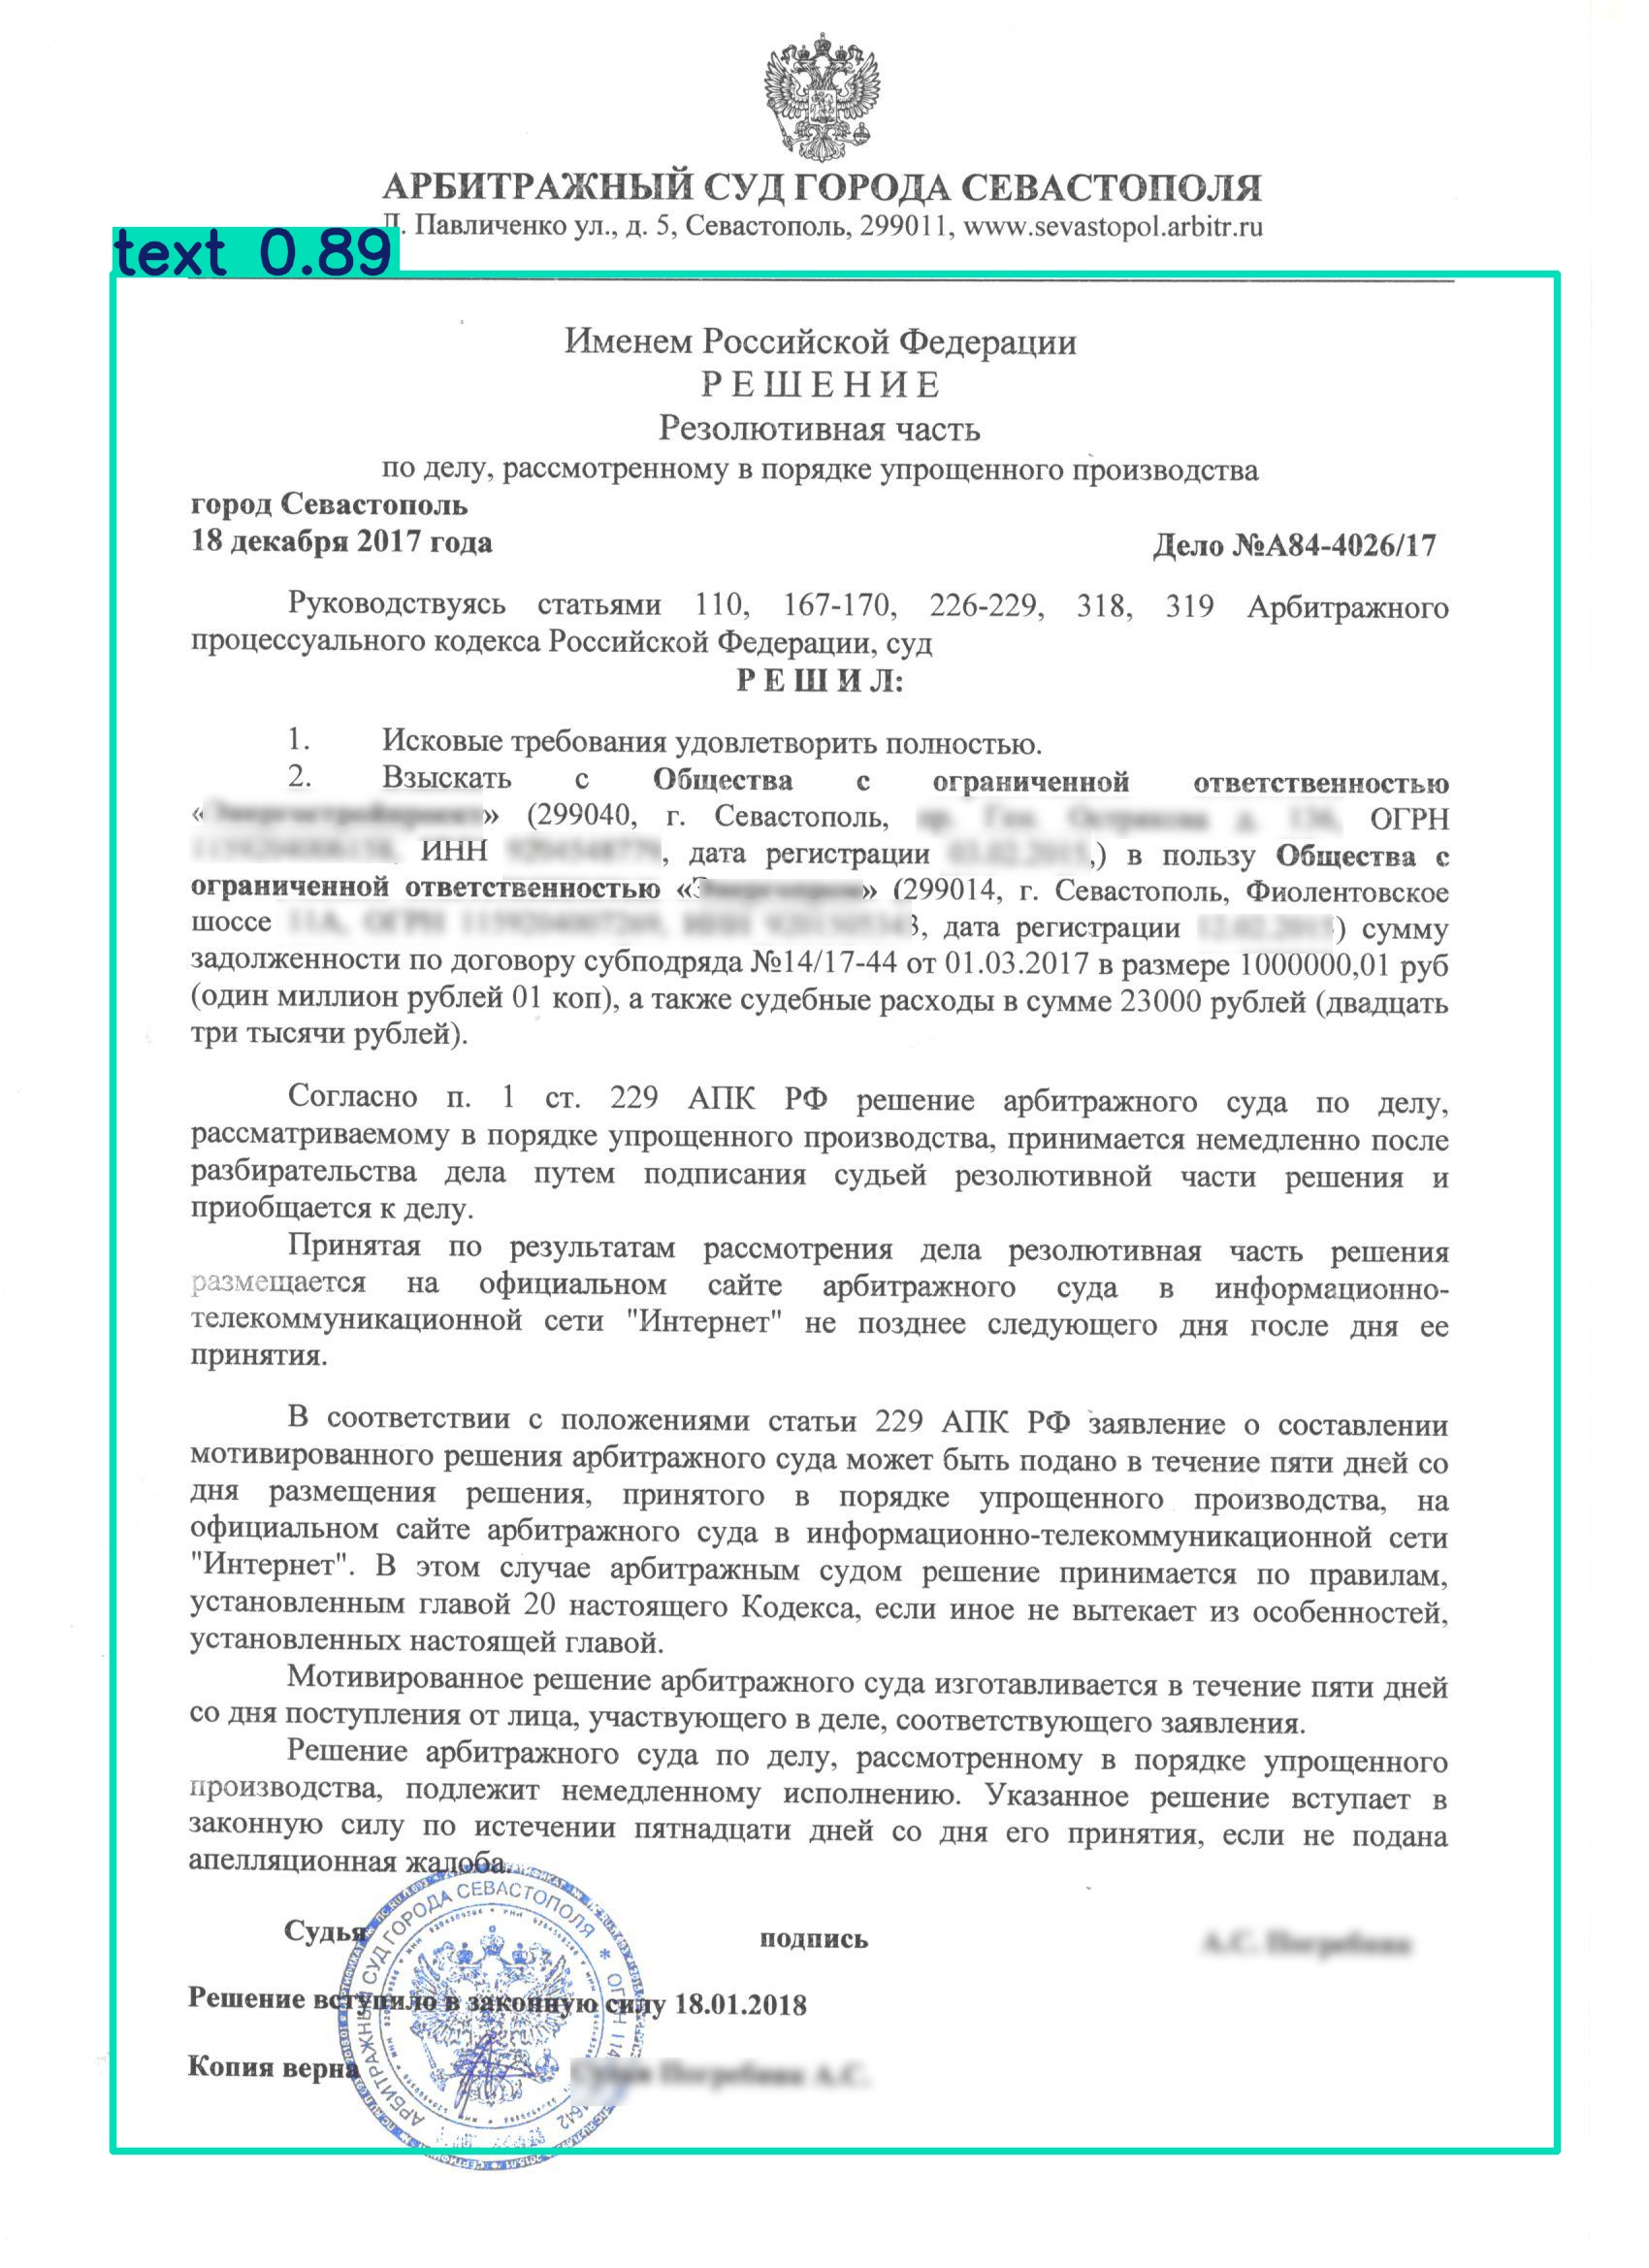 АРБИТРАЖНЫЙ СУД ГОРОДА СЕВАСТОПОЛЯ
. Павличенко ул., д. 5, Севастополь, 299011, www.sevastopol.arbitr.ru
text 0.89
Именем Российской Федерации
Р Е Ш Е Н И Е
Резолютивная часть
по делу, рассмотренному в порядке упрощенного производства
город Севастополь
18 декабря 2017 года Дело №А84-4026/17
Руководствуясь статьями 110, 167-170, 226-229, 318, 319 Арбитражного
процессуального кодекса Российской Федерации, суд
Р Е Ш И Л:
1. Исковые требования удовлетворить полностью.
2. Взыскать с Общества с ограниченной ответственностью
« » (299040, г. Севастополь, ОГРН
ИНН , дата регистрации ,) в пользу Общества с
ограниченной ответственностью « » (299014, г. Севастополь, Фиолентовское
шоссе , дата регистрации ) сумму
задолженности по договору субподряда №14/17-44 от 01.03.2017 в размере 1000000,01 руб
(один миллион рублей 01 коп), а также судебные расходы в сумме 23000 рублей (двадцать
три тысячи рублей).
Согласно п. 1 ст. 229 АПК РФ решение арбитражного суда по делу,
рассматриваемому в порядке упрощенного производства, принимается немедленно после
разбирательства дела путем подписания судьей резолютивной части решения и
приобщается к делу.
Принятая по результатам рассмотрения дела резолютивная часть решения
размещается на официальном сайте арбитражного суда в информационно-
телекоммуникационной сети "Интернет" не позднее следующего дня после дня ее
принятия.
В соответствии с положениями статьи 229 АПК РФ заявление о составлении
мотивированного решения арбитражного суда может быть подано в течение пяти дней со
дня размещения решения, принятого в порядке упрощенного производства, на
официальном сайте арбитражного суда в информационно-телекоммуникационной сети
"Интернет". В этом случае арбитражным судом решение принимается по правилам,
установленным главой 20 настоящего Кодекса, если иное не вытекает из особенностей,
установленных настоящей главой.
Мотивированное решение арбитражного суда изготавливается в течение пяти дней
со дня поступления от лица, участвующего в деле, соответствующего заявления.
Решение арбитражного суда по делу, рассмотренному в порядке упрощенного
производства, подлежит немедленному исполнению. Указанное решение вступает в
законную силу по истечении пятнадцати дней со дня его принятия, если не подана
апелляционная жалоба.
Судья подпись
Решение вступило в законную силу 18.01.2018
Копия верна
АРБИТРАЖНЫЙ СУД ГОРОДА СЕВАСТОПОЛЯ * ОГРН